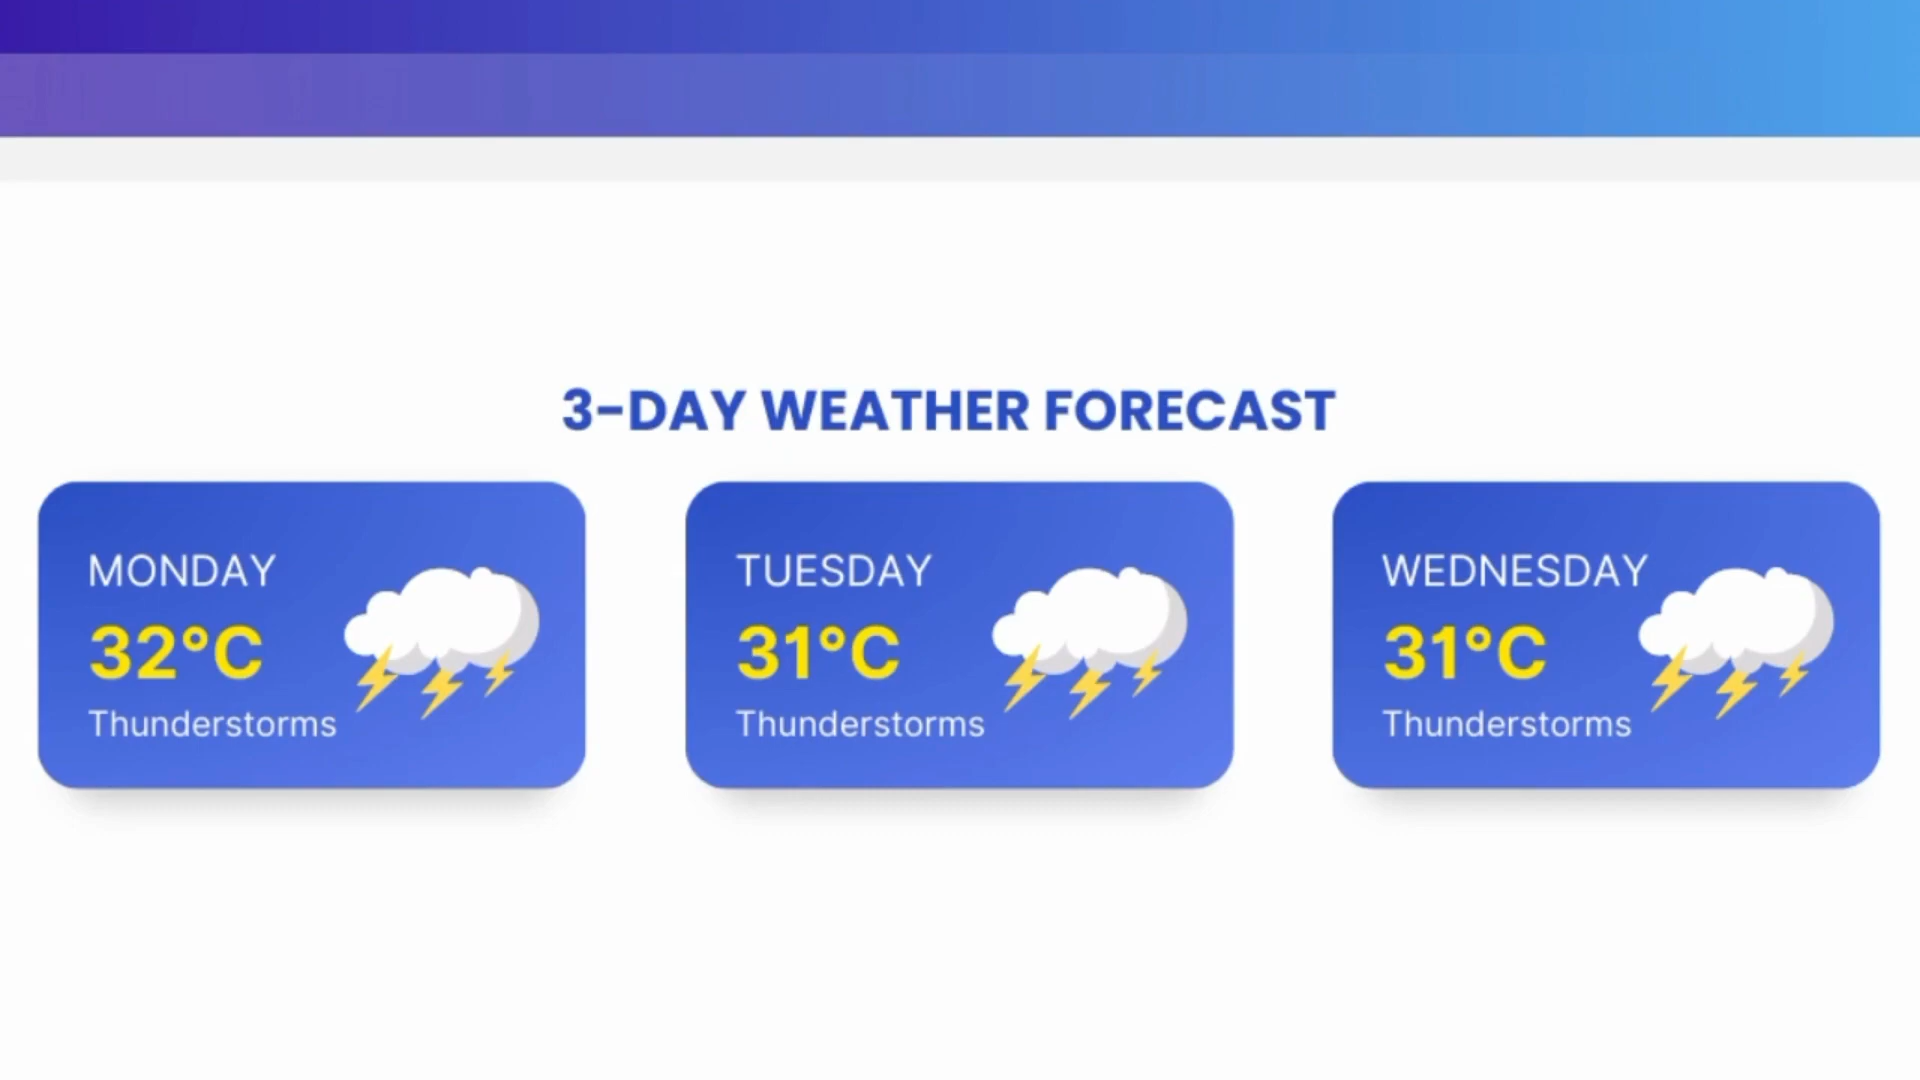 3-DAY WEATHER FORECAST
MONDAY
32°C
Thunderstorms
TUESDAY
31°C
Thunderstorms
WEDNESDAY
31°C
Thunderstorms